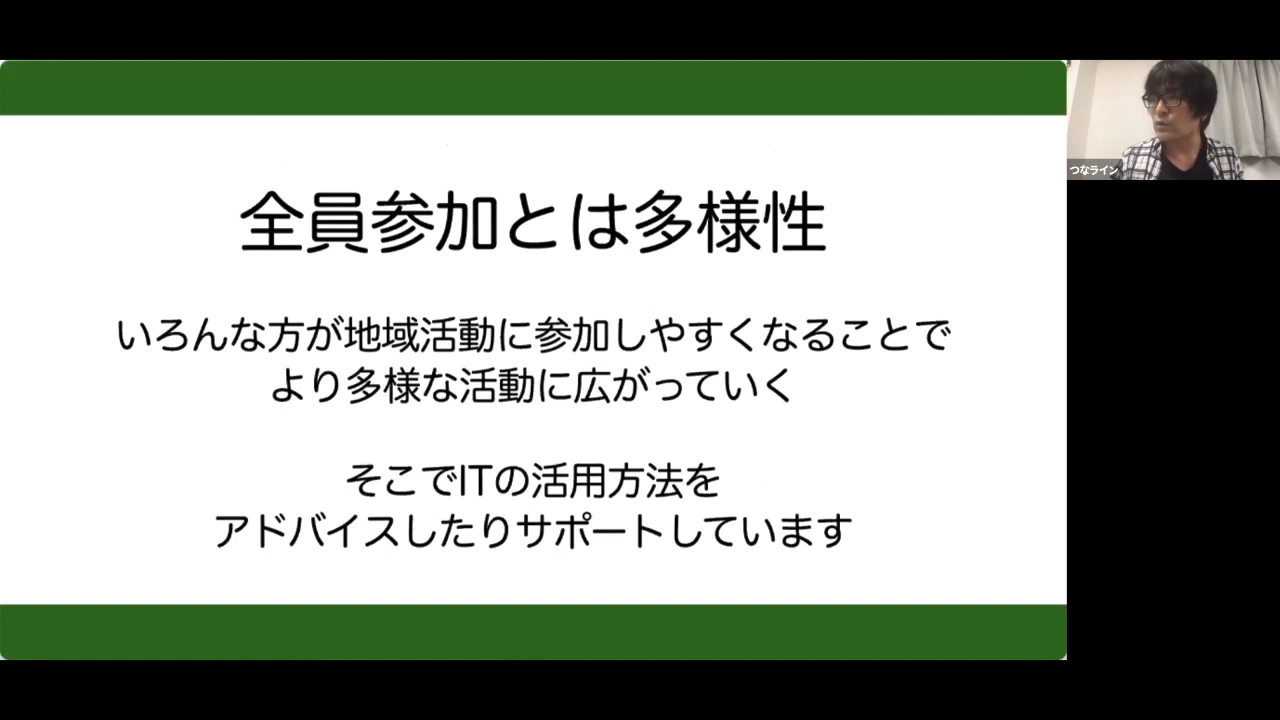 全員参加とは多様性
いろんな方が地域活動に参加しやすくなることで
より多様な活動に広がっていく
そこでITの活用方法を
アドバイスしたりサポートしています
つなライン